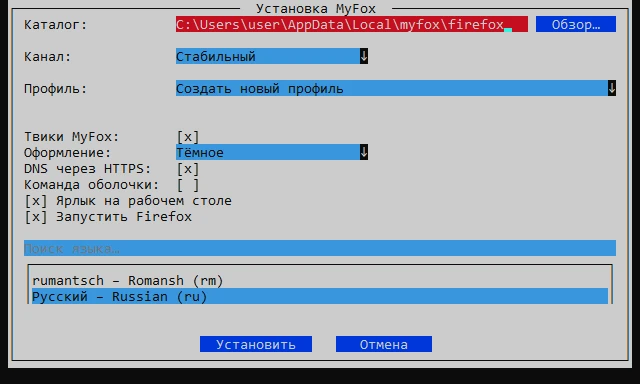 Установка MyFox
Каталог: C:\Users\user\AppData\Local\myfox\firefox Обзор…
Канал: Стабильный ↓
Профиль: Создать новый профиль ↓
Твики MyFox: [x]
Оформление: Тёмное ↓
DNS через HTTPS: [x]
Команда оболочки: [ ]
[x] Ярлык на рабочем столе
[x] Запустить Firefox
Поиск языка…
rumantsch – Romansh (rm)
Русский – Russian (ru)
Установить Отмена